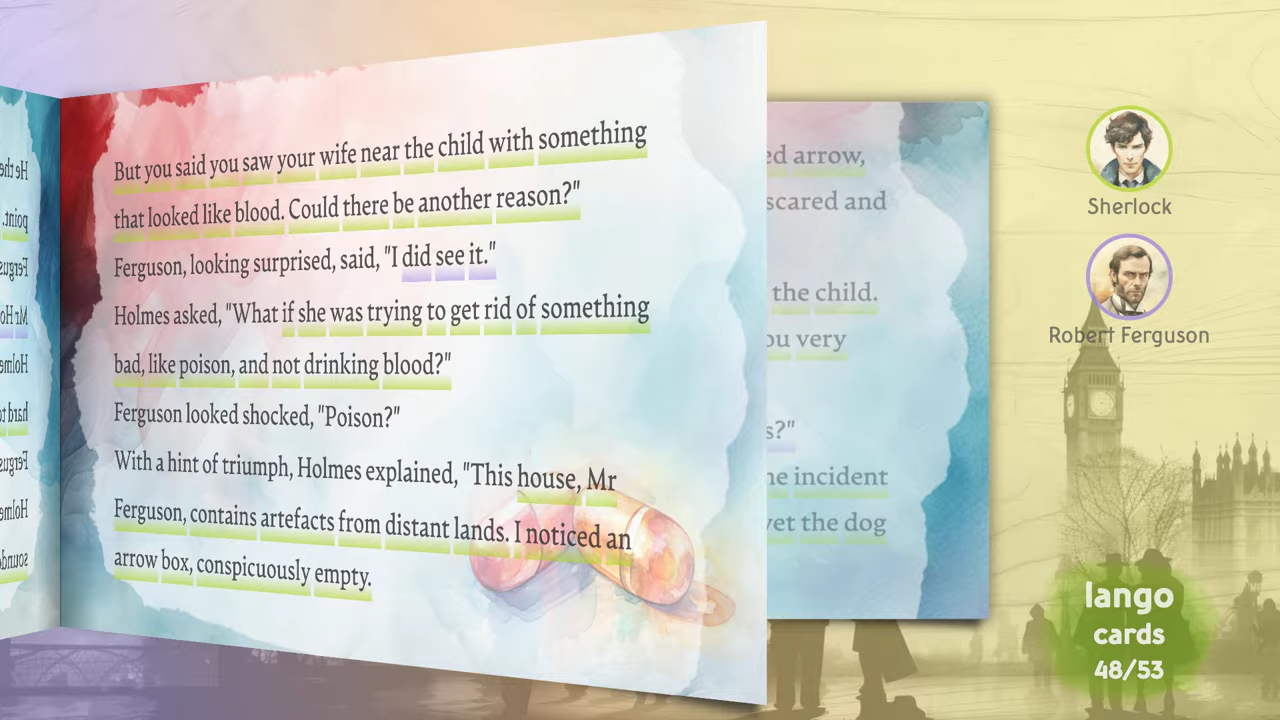 But you said you saw your wife near the child with something
that looked like blood. Could there be another reason?"
Ferguson, looking surprised, said, "I did see it."
Holmes asked, "What if she was trying to get rid of something
bad, like poison, and not drinking blood?"
Ferguson looked shocked, "Poison?"
With a hint of triumph, Holmes explained, "This house, Mr
Ferguson, contains artefacts from distant lands. I noticed an
arrow box, conspicuously empty.
arrow,
scared and
the child.
very
incident
the dog
Sherlock
Robert Ferguson
lango
cards
48/53